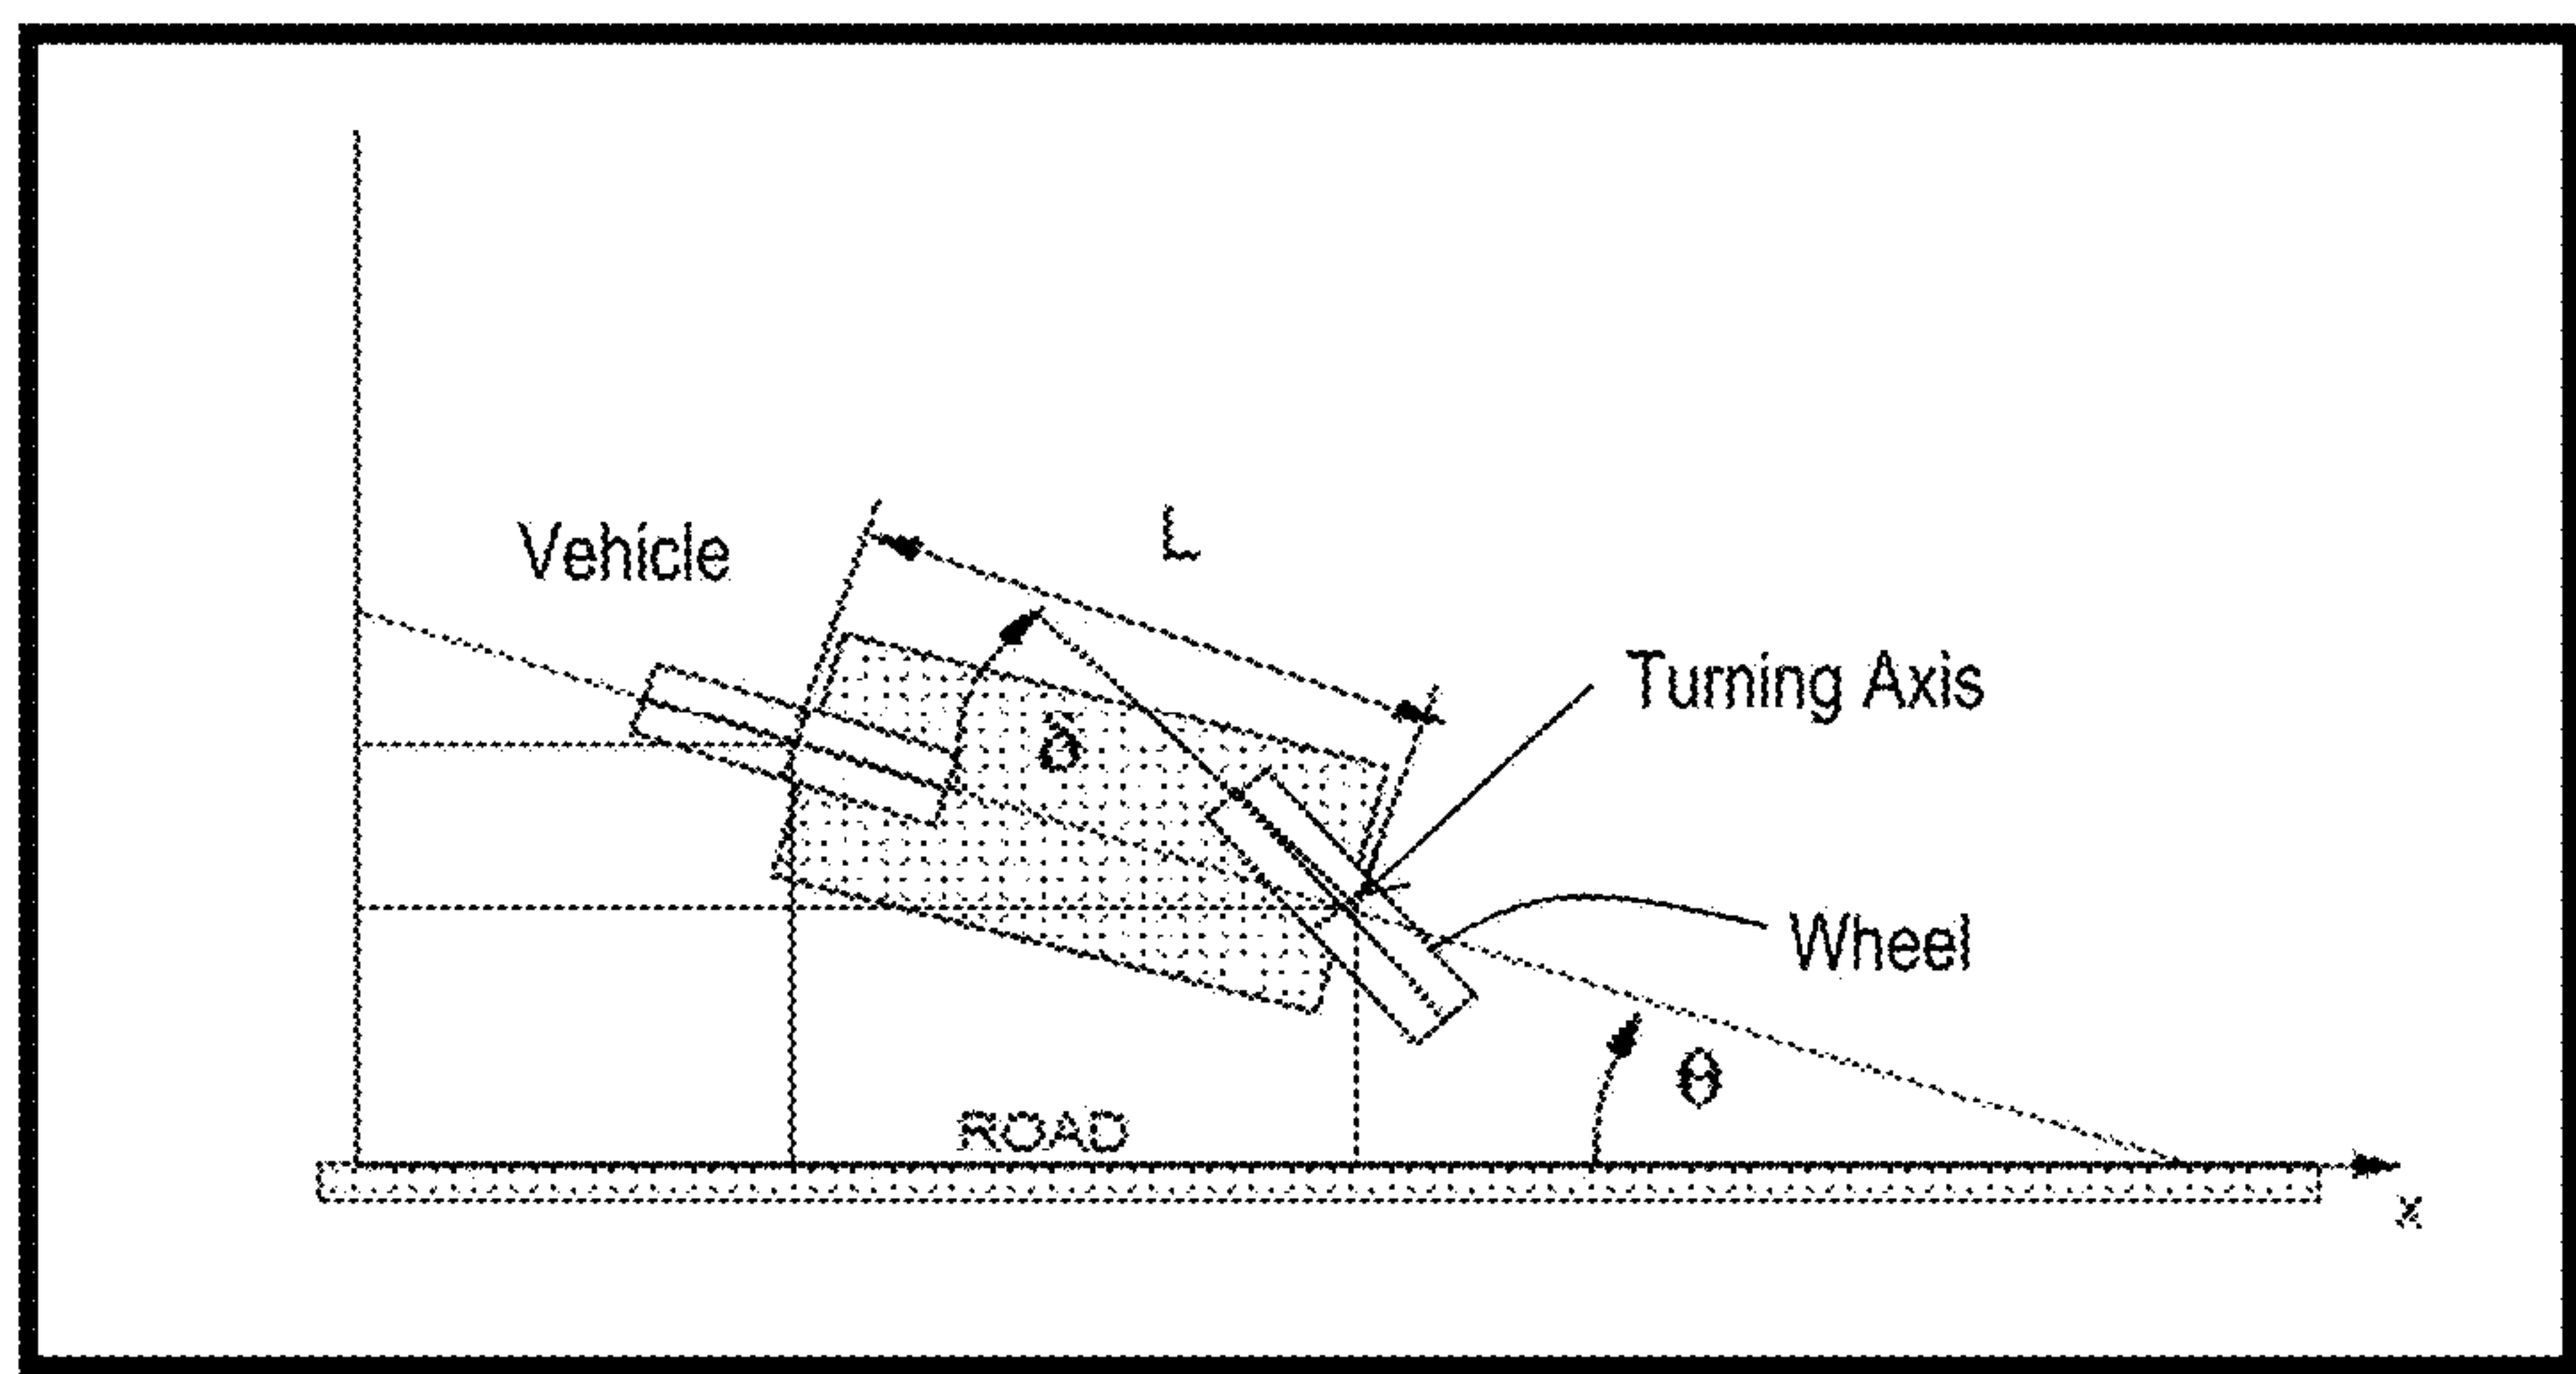 L
Vehicle
Turning Axis
δ
Wheel
θ
ROAD
x